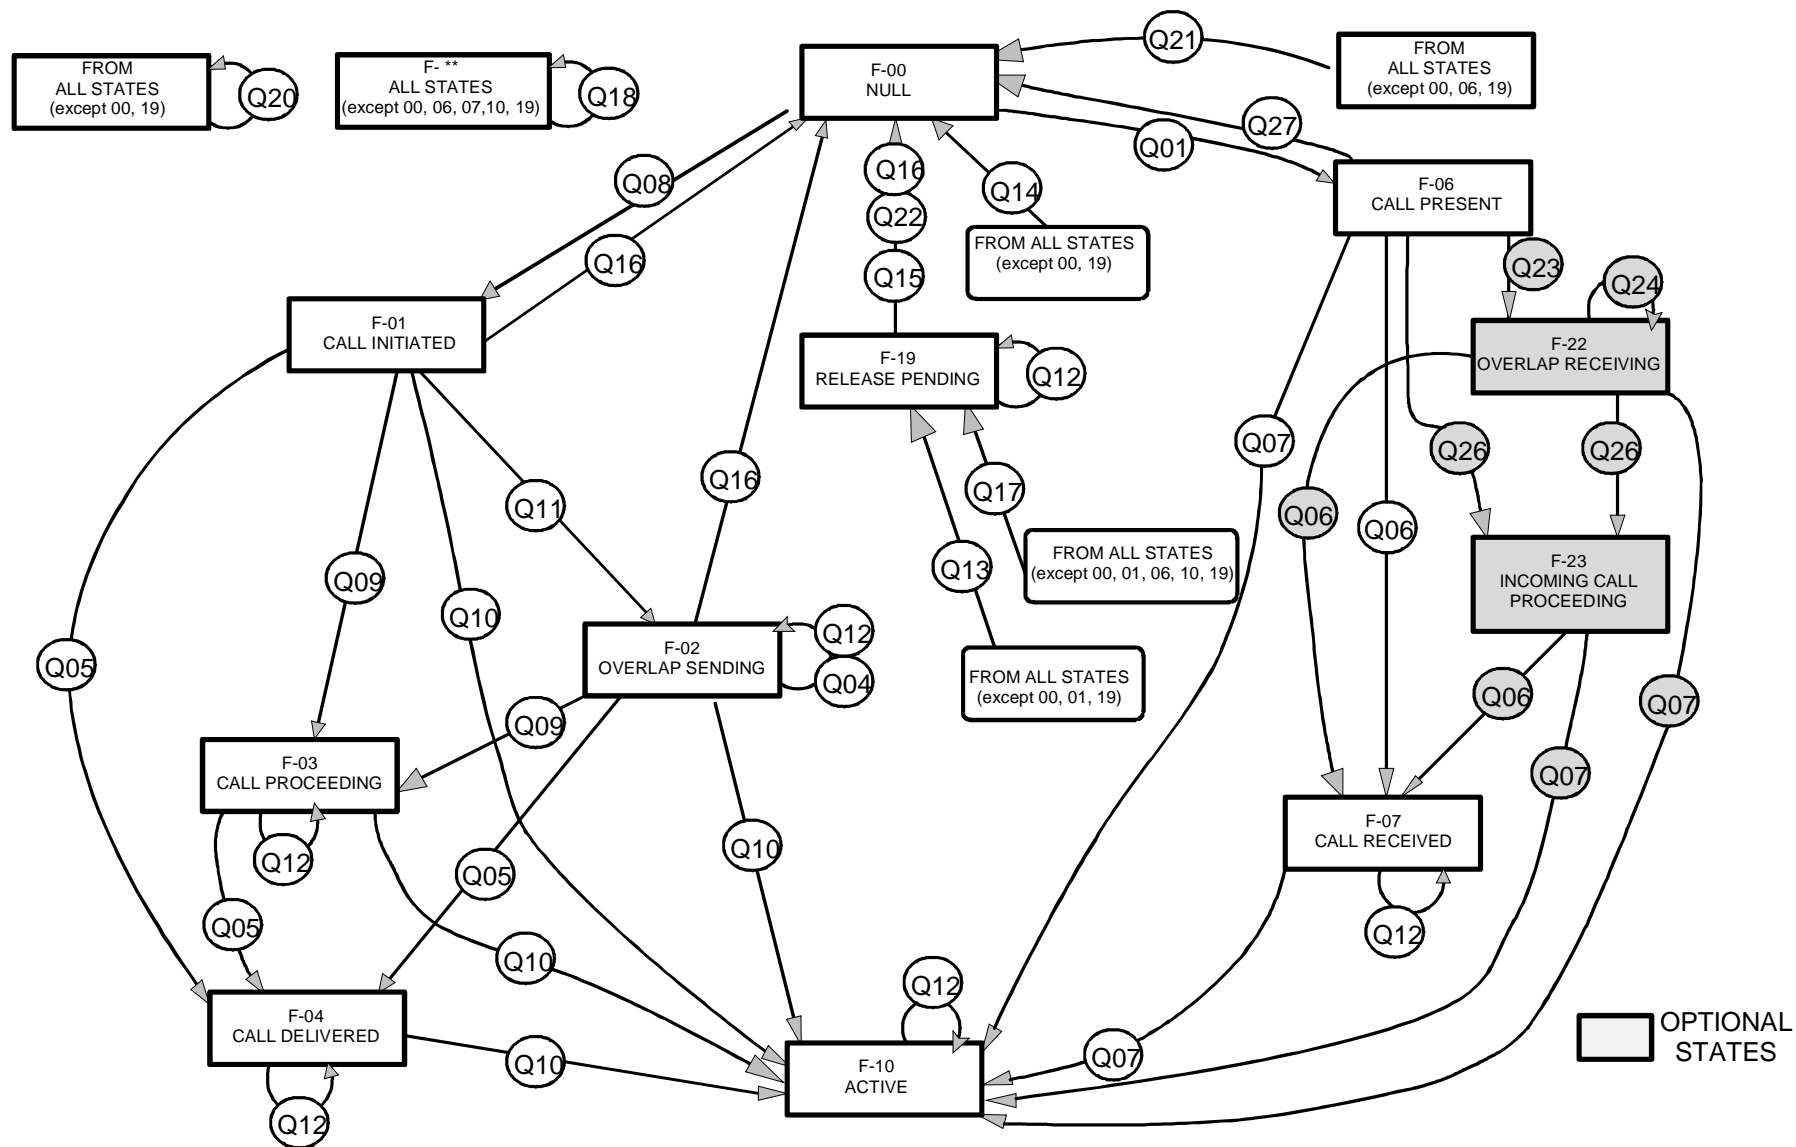 FROM
ALL STATES
(except 00, 19)
Q20
F- **
ALL STATES
(except 00, 06, 07,10, 19)
Q18
F-00
NULL
Q21
FROM
ALL STATES
(except 00, 06, 19)
Q27
Q01
Q08
Q16
Q16
Q22
Q15
Q14
FROM ALL STATES
(except 00, 19)
F-06
CALL PRESENT
Q23
Q24
F-01
CALL INITIATED
F-19
RELEASE PENDING
Q12
F-22
OVERLAP RECEIVING
Q07
Q26
Q26
Q16
Q17
Q11
Q06
Q06
FROM ALL STATES
(except 00, 01, 06, 10, 19)
Q13
F-23
INCOMING CALL
PROCEEDING
Q09
Q10
Q05
F-02
OVERLAP SENDING
Q12
Q04
FROM ALL STATES
(except 00, 01, 19)
Q06
Q07
Q09
F-03
CALL PROCEEDING
Q07
Q12
Q10
Q05
F-07
CALL RECEIVED
Q05
Q10
Q12
Q12
F-04
CALL DELIVERED
Q10
F-10
ACTIVE
Q07
Q12
OPTIONAL
STATES